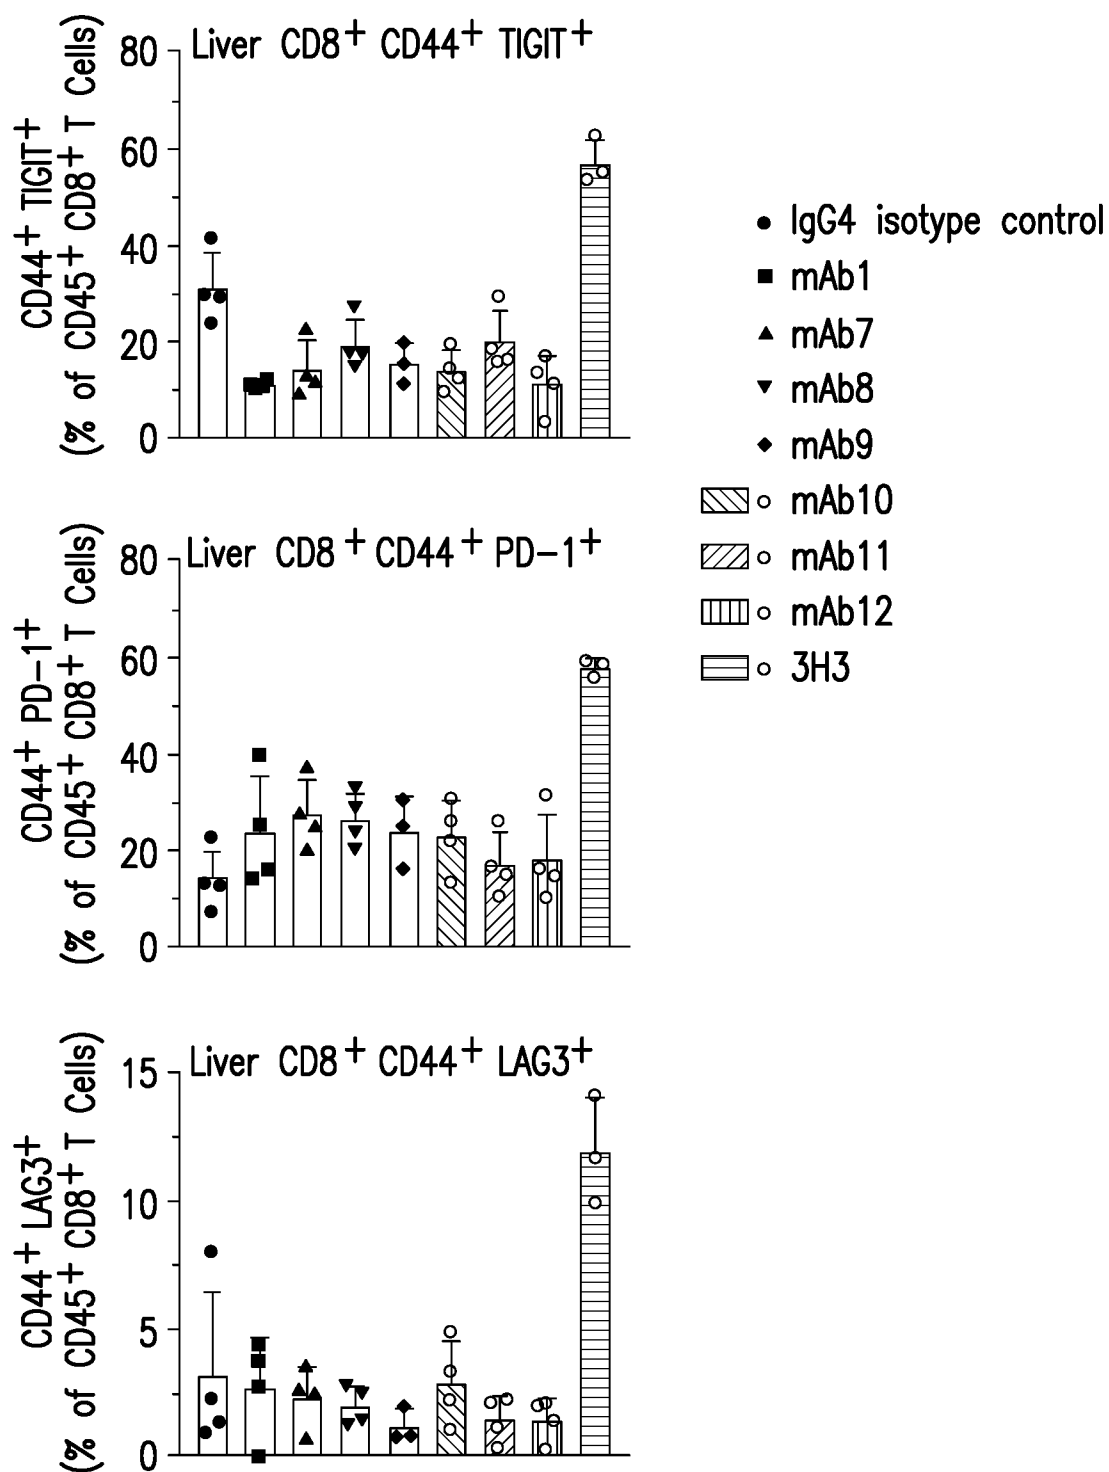 Liver CD8+ CD44+ TIGIT+
CD44+ TIGIT+
(% of CD45+ CD8+ T Cells)
80
60
40
20
0
IgG4 isotype control
mAb1
mAb7
mAb8
mAb9
mAb10
mAb11
mAb12
3H3
Liver CD8+ CD44+ PD-1+
CD44+ PD-1+
(% of CD45+ CD8+ T Cells)
80
60
40
20
0
Liver CD8+ CD44+ LAG3+
CD44+ LAG3+
(% of CD45+ CD8+ T Cells)
15
10
5
0